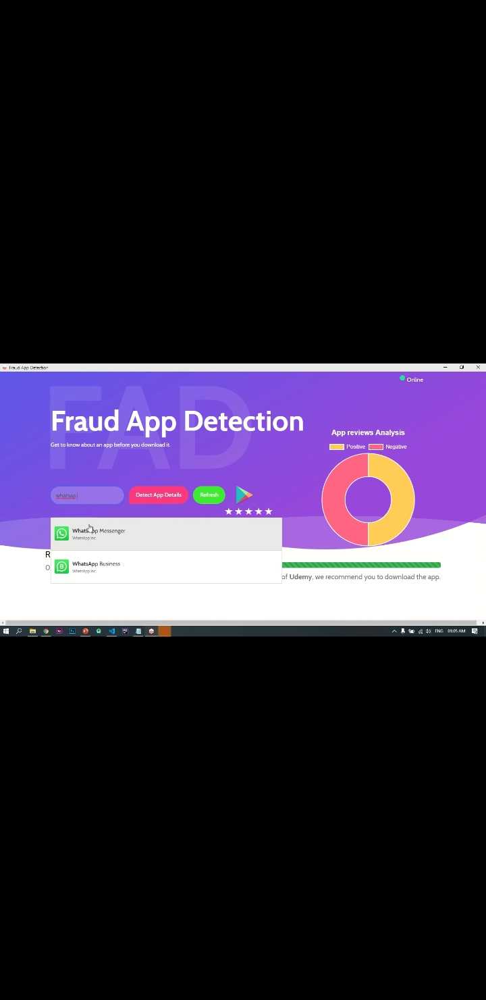 Fraud App Detection
Online
FAD
Fraud App Detection
Get to know about an app before you download it.
App reviews Analysis
Positive Negative
whatsap
Detect App Details
Refresh
WhatsApp Messenger
WhatsApp Inc.
WhatsApp Business
WhatsApp Inc.
R
O
of Udemy, we recommend you to download the app.
ENG 01:05 AM